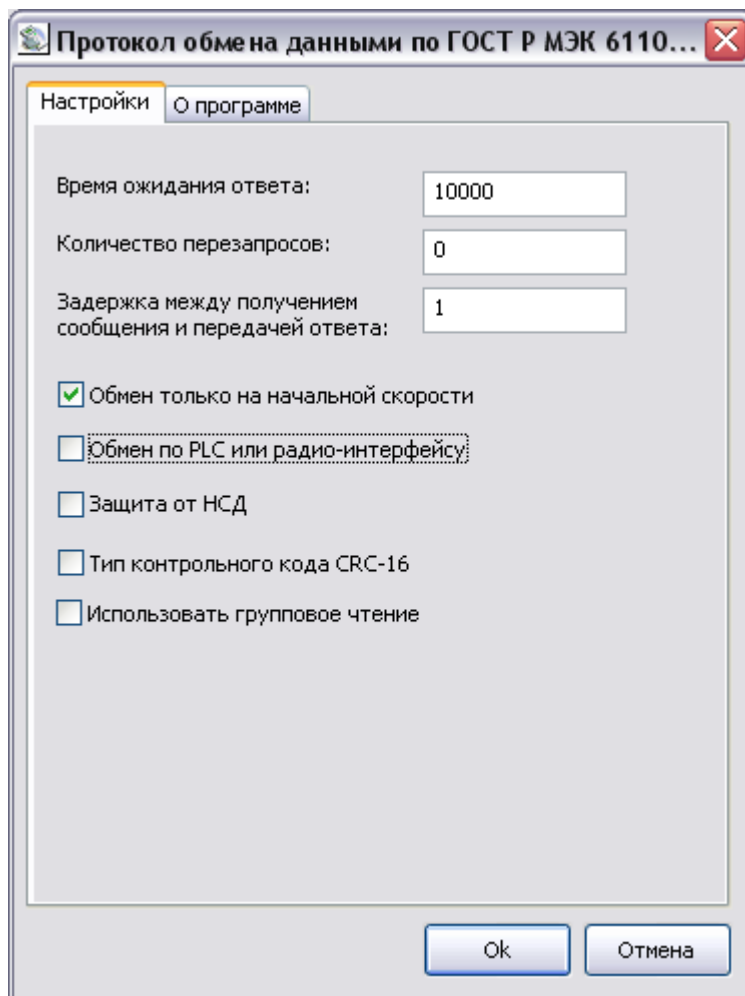 Протокол обмена данными по ГОСТ Р МЭК 6110...
Настройки
О программе
Время ожидания ответа:
10000
Количество перезапросов:
0
Задержка между получением
сообщения и передачей ответа:
1
Обмен только на начальной скорости
Обмен по PLC или радио-интерфейсу
Защита от НСД
Тип контрольного кода CRC-16
Использовать групповое чтение
Ok
Отмена